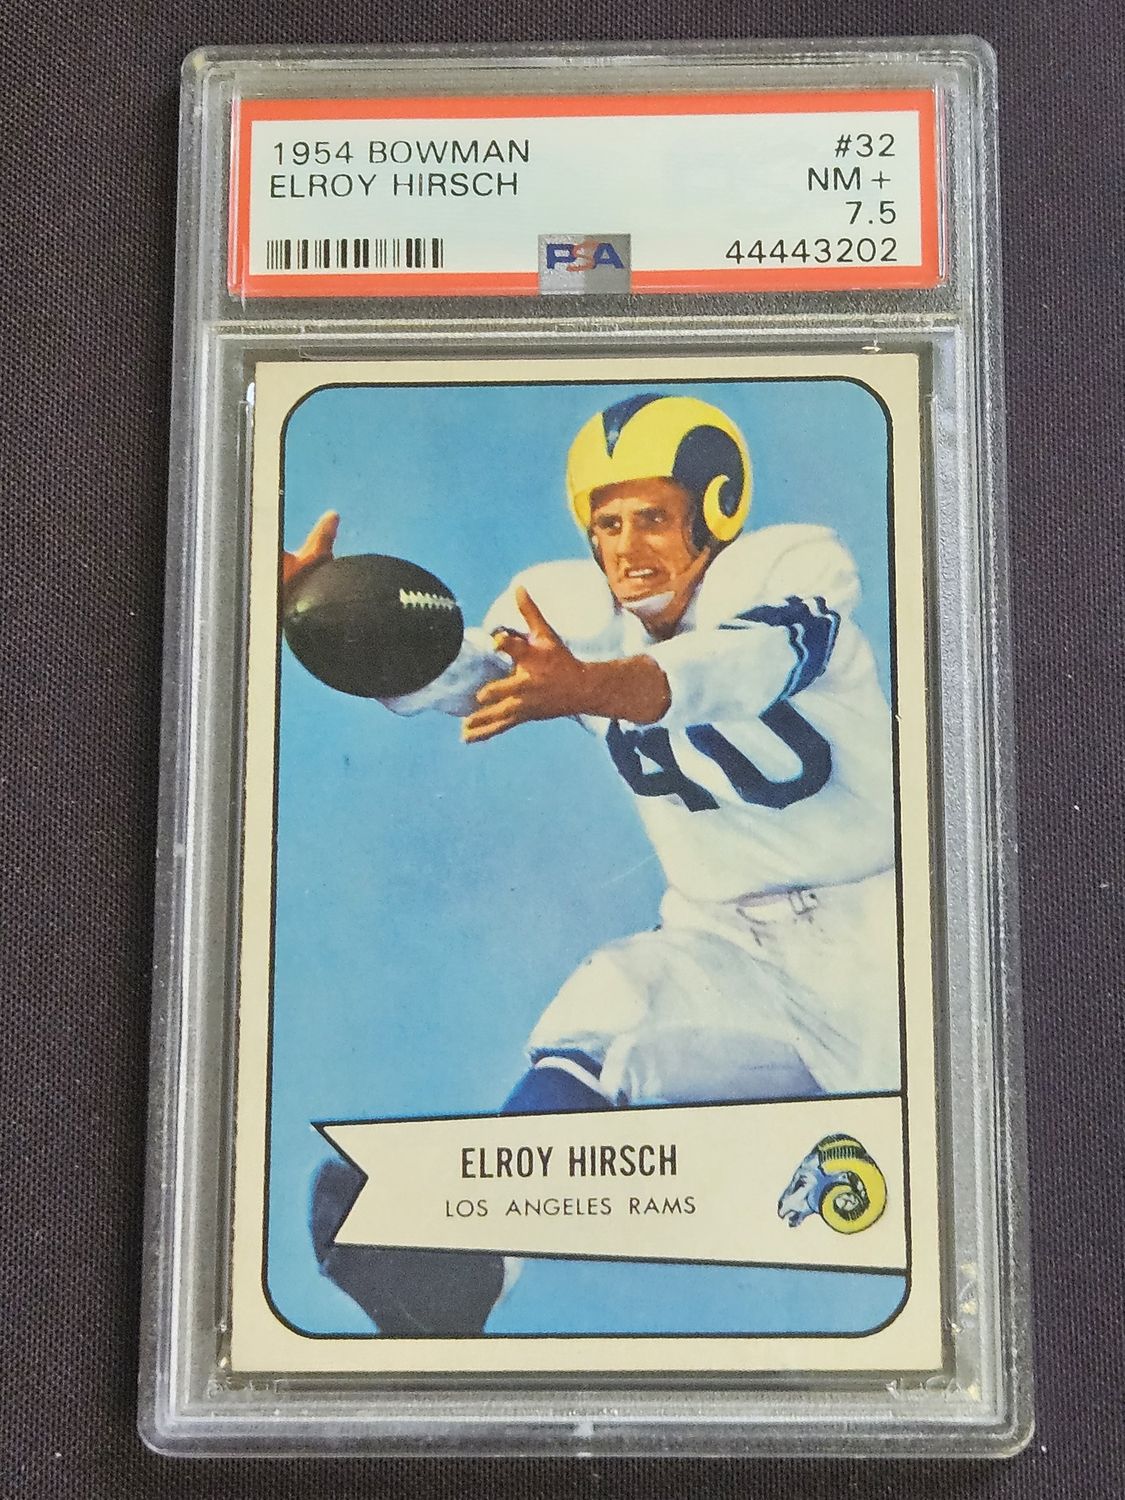 1954 BOWMAN #32
ELROY HIRSCH NM+
7.5
PSA 44443202
40
ELROY HIRSCH
LOS ANGELES RAMS